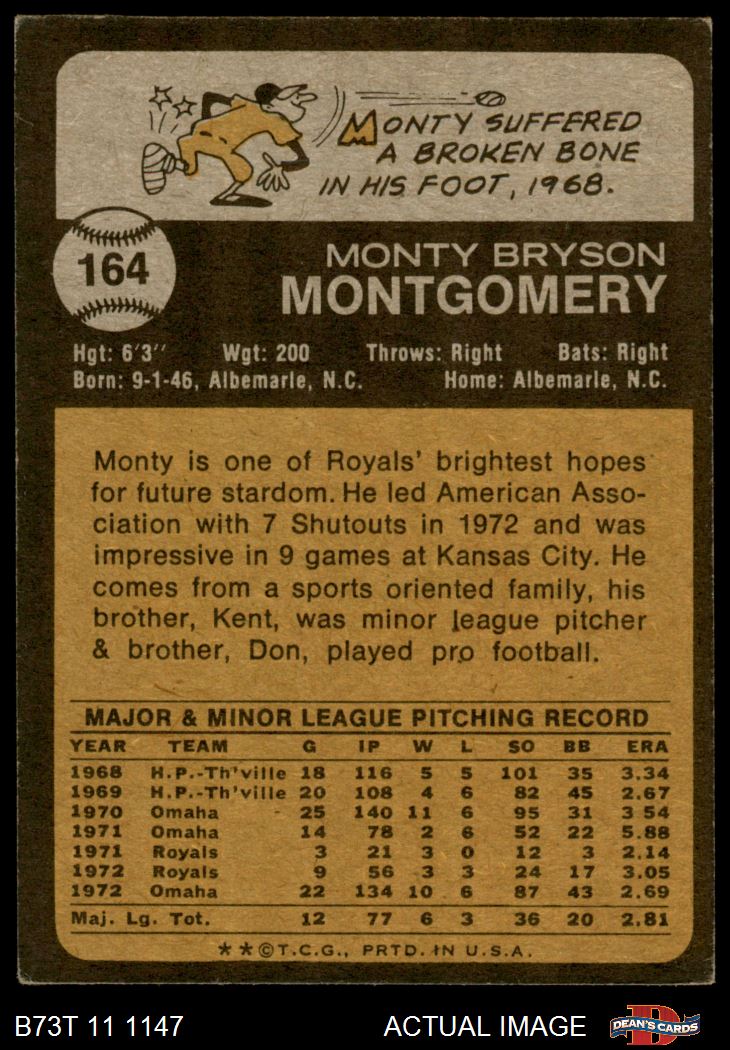 MONTY SUFFERED
A BROKEN BONE
IN HIS FOOT, 1968.
164
MONTY BRYSON
MONTGOMERY
Hgt: 6'3" Wgt: 200 Throws: Right Bats: Right
Born: 9-1-46, Albemarle, N.C. Home: Albemarle, N.C.
Monty is one of Royals' brightest hopes
for future stardom. He led American Asso-
ciation with 7 Shutouts in 1972 and was
impressive in 9 games at Kansas City. He
comes from a sports oriented family, his
brother, Kent, was minor league pitcher
& brother, Don, played pro football.
MAJOR & MINOR LEAGUE PITCHING RECORD
YEAR TEAM G IP W L SO BB ERA
1968 H.P.-Th'ville 18 116 5 5 101 35 3.34
1969 H.P.-Th'ville 20 108 4 6 82 45 2.67
1970 Omaha 25 140 11 6 95 31 3 54
1971 Omaha 14 78 2 6 52 22 5.88
1971 Royals 3 21 3 0 12 3 2.14
1972 Royals 9 56 3 3 24 17 3.05
1972 Omaha 22 134 10 6 87 43 2.69
Maj. Lg. Tot. 12 77 6 3 36 20 2.81
**©T.C.G., PRTD. IN U.S.A.
B73T 11 1147 ACTUAL IMAGE
D
DEAN'S CARDS